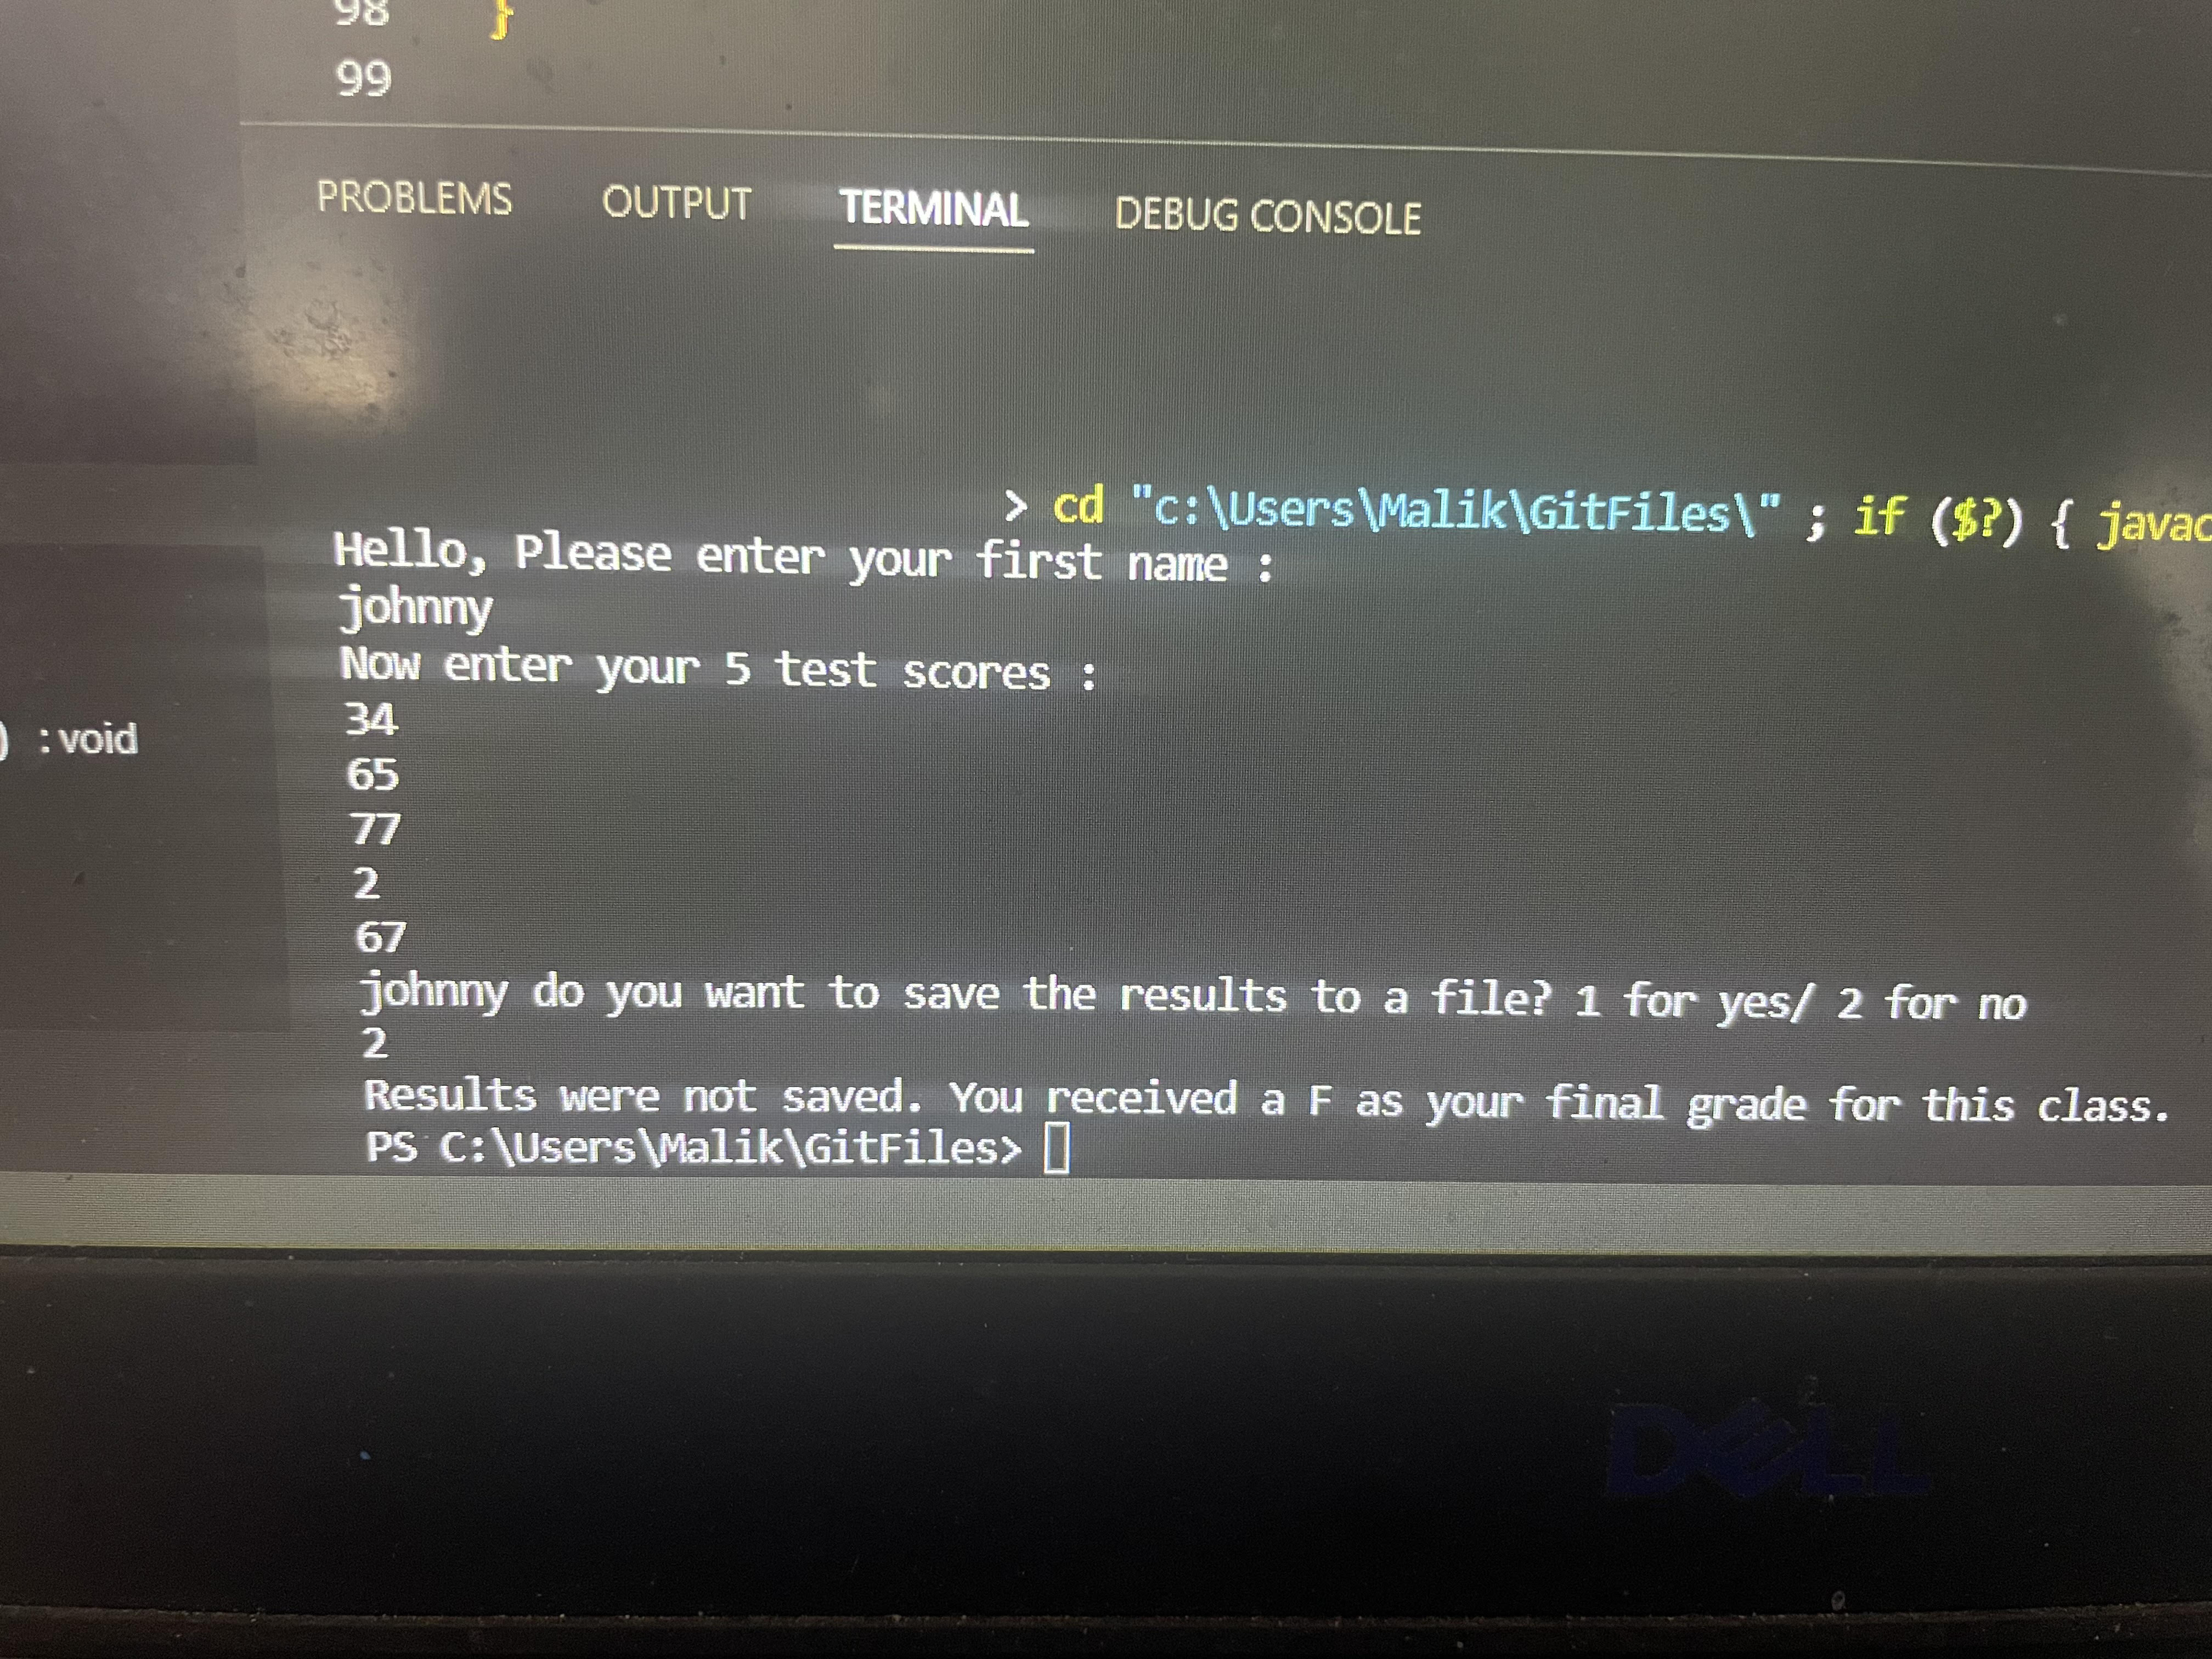 98 }
99
PROBLEMS OUTPUT TERMINAL DEBUG CONSOLE
> cd "c:\Users\Malik\GitFiles\" ; if ($?) { javac
Hello, Please enter your first name :
johnny
Now enter your 5 test scores :
34
) :void
65
77
2
67
johnny do you want to save the results to a file? 1 for yes/ 2 for no
2
Results were not saved. You received a F as your final grade for this class.
PS C:\Users\Malik\GitFiles>
DELL